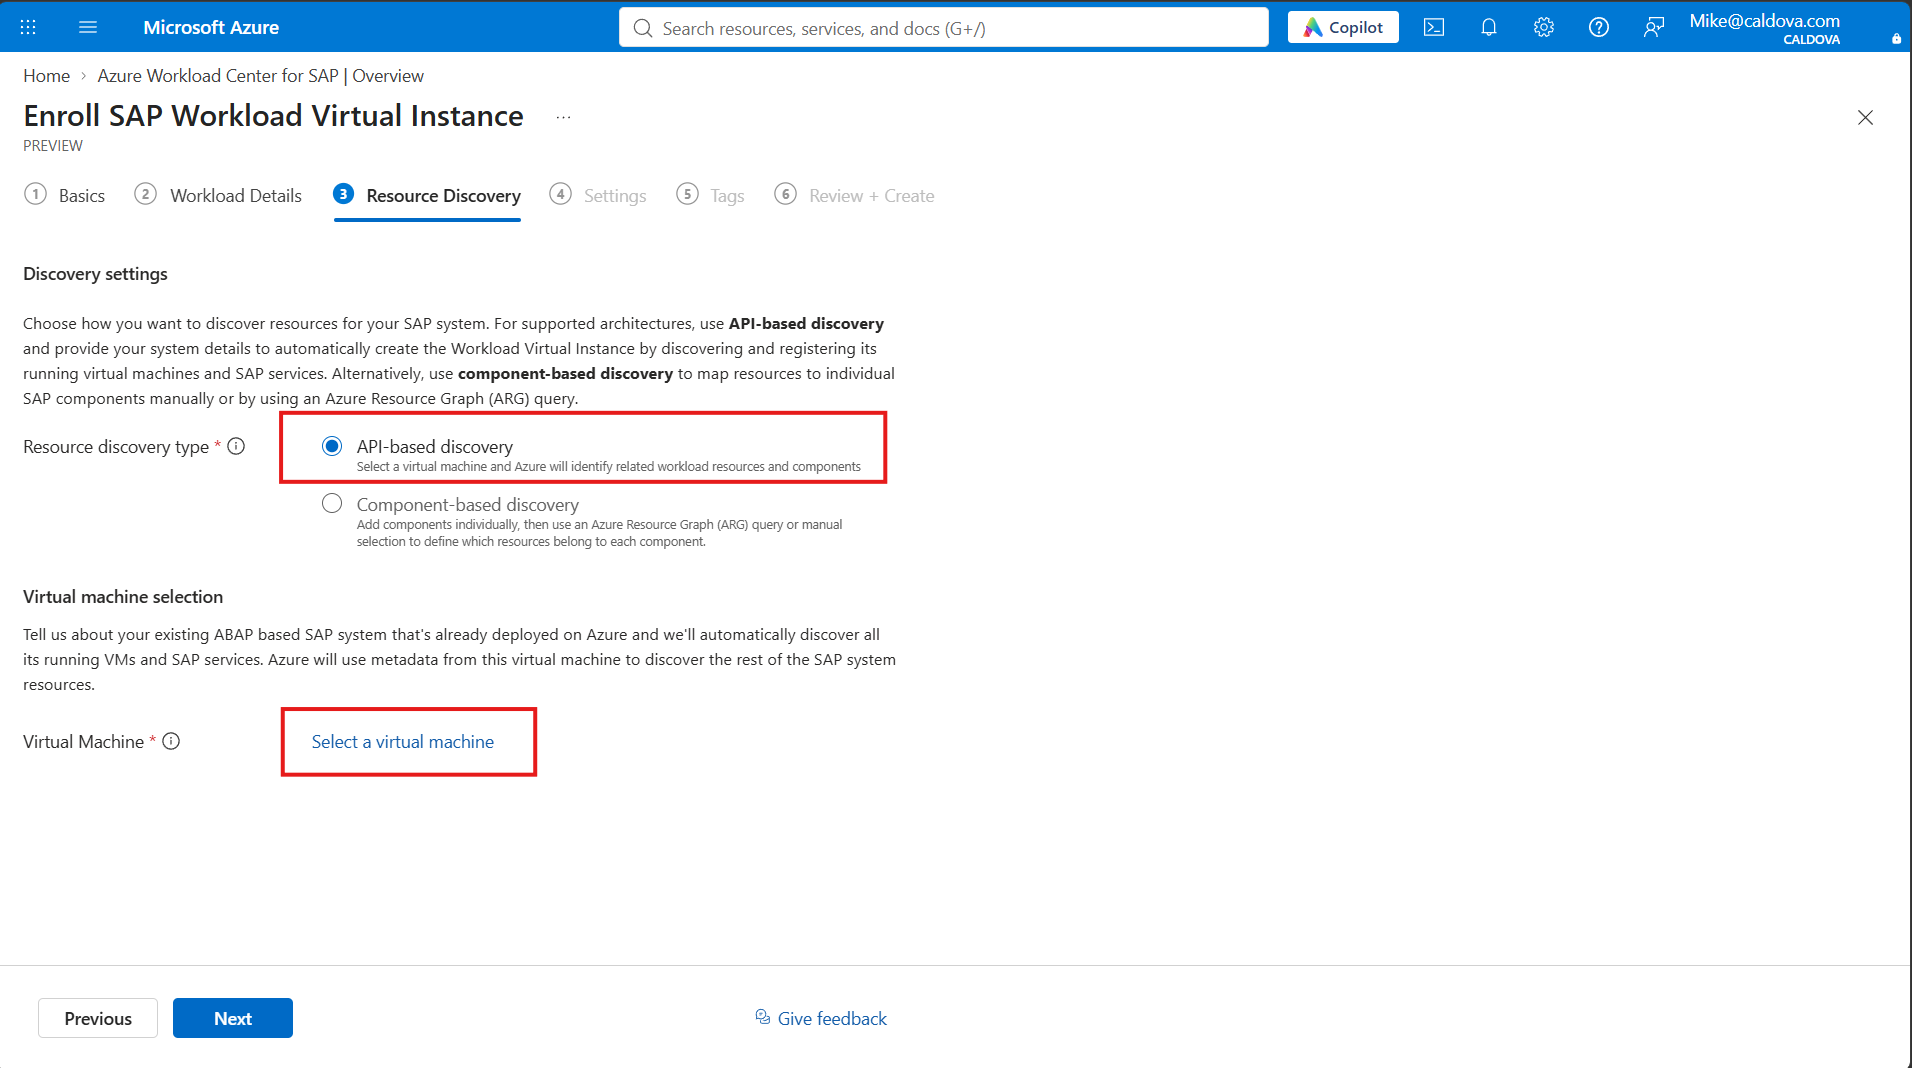 Microsoft Azure
Search resources, services, and docs (G+/)
Copilot
Mike@caldova.com
CALDOVA
Home › Azure Workload Center for SAP | Overview
Enroll SAP Workload Virtual Instance ...
PREVIEW
1 Basics 2 Workload Details 3 Resource Discovery 4 Settings 5 Tags 6 Review + Create
Discovery settings
Choose how you want to discover resources for your SAP system. For supported architectures, use API-based discovery
and provide your system details to automatically create the Workload Virtual Instance by discovering and registering its
running virtual machines and SAP services. Alternatively, use component-based discovery to map resources to individual
SAP components manually or by using an Azure Resource Graph (ARG) query.
Resource discovery type *
API-based discovery
Select a virtual machine and Azure will identify related workload resources and components
Component-based discovery
Add components individually, then use an Azure Resource Graph (ARG) query or manual
selection to define which resources belong to each component.
Virtual machine selection
Tell us about your existing ABAP based SAP system that's already deployed on Azure and we'll automatically discover all
its running VMs and SAP services. Azure will use metadata from this virtual machine to discover the rest of the SAP system
resources.
Virtual Machine *
Select a virtual machine
Previous
Next
Give feedback